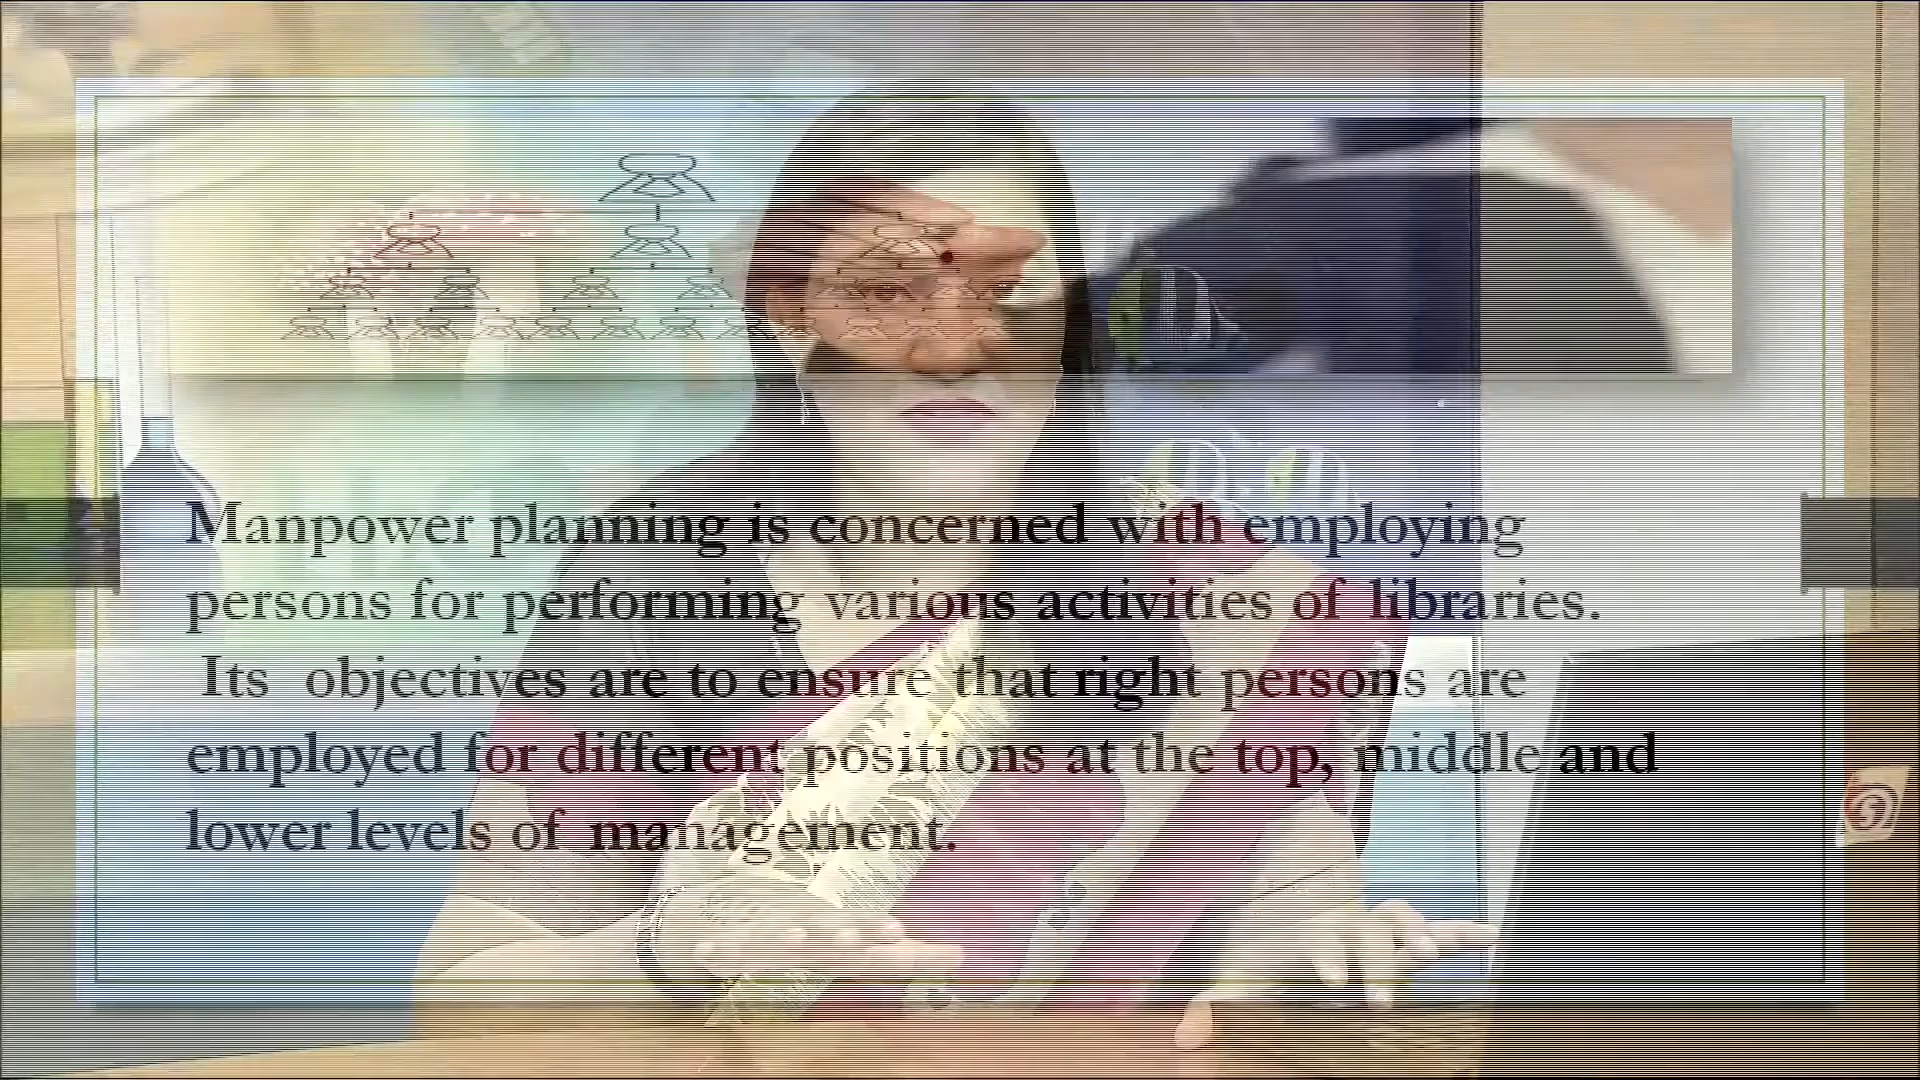 Manpower planning is concerned with employing
persons for performing various activities of libraries.
Its objectives are to ensure that right persons are
employed for different positions at the top, middle and
lower levels of management.